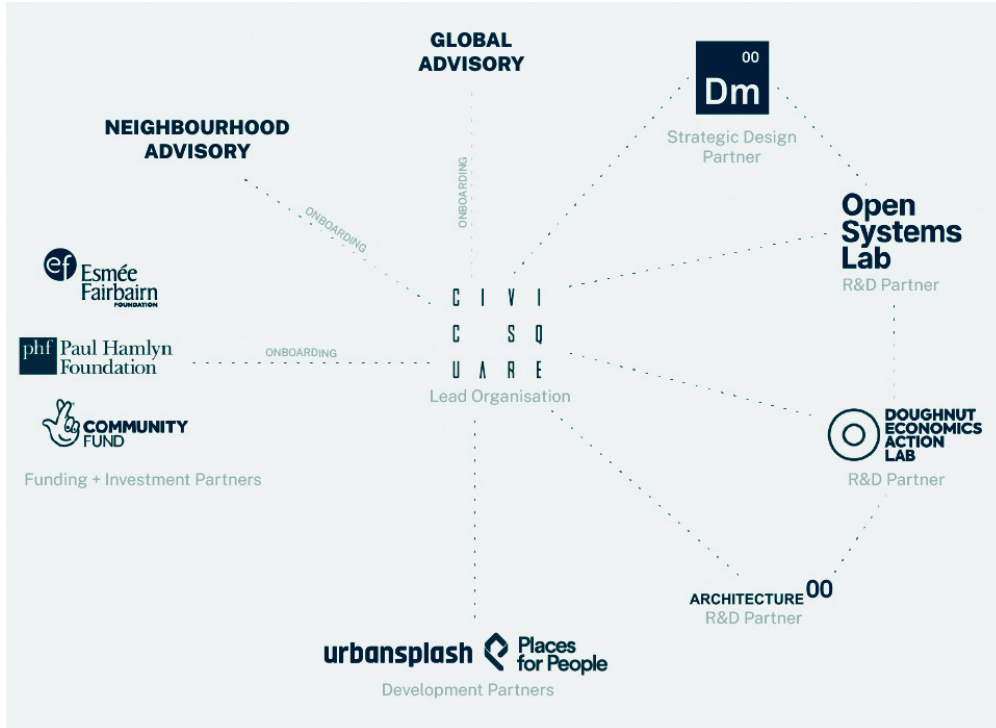 GLOBAL
ADVISORY
00
Dm
Strategic Design
Partner
NEIGHBOURHOOD
ADVISORY
ONBOARDING
ONBOARDING
Open
Systems
Lab
R&D Partner
ef
Esmée
Fairbairn
FOUNDATION
phf
Paul Hamlyn
Foundation
ONBOARDING
COMMUNITY
FUND
Funding + Investment Partners
C I V I
C S Q
U A R E
Lead Organisation
DOUGHNUT
ECONOMICS
ACTION
LAB
R&D Partner
ARCHITECTURE 00
R&D Partner
urbansplash
Places
for People
Development Partners